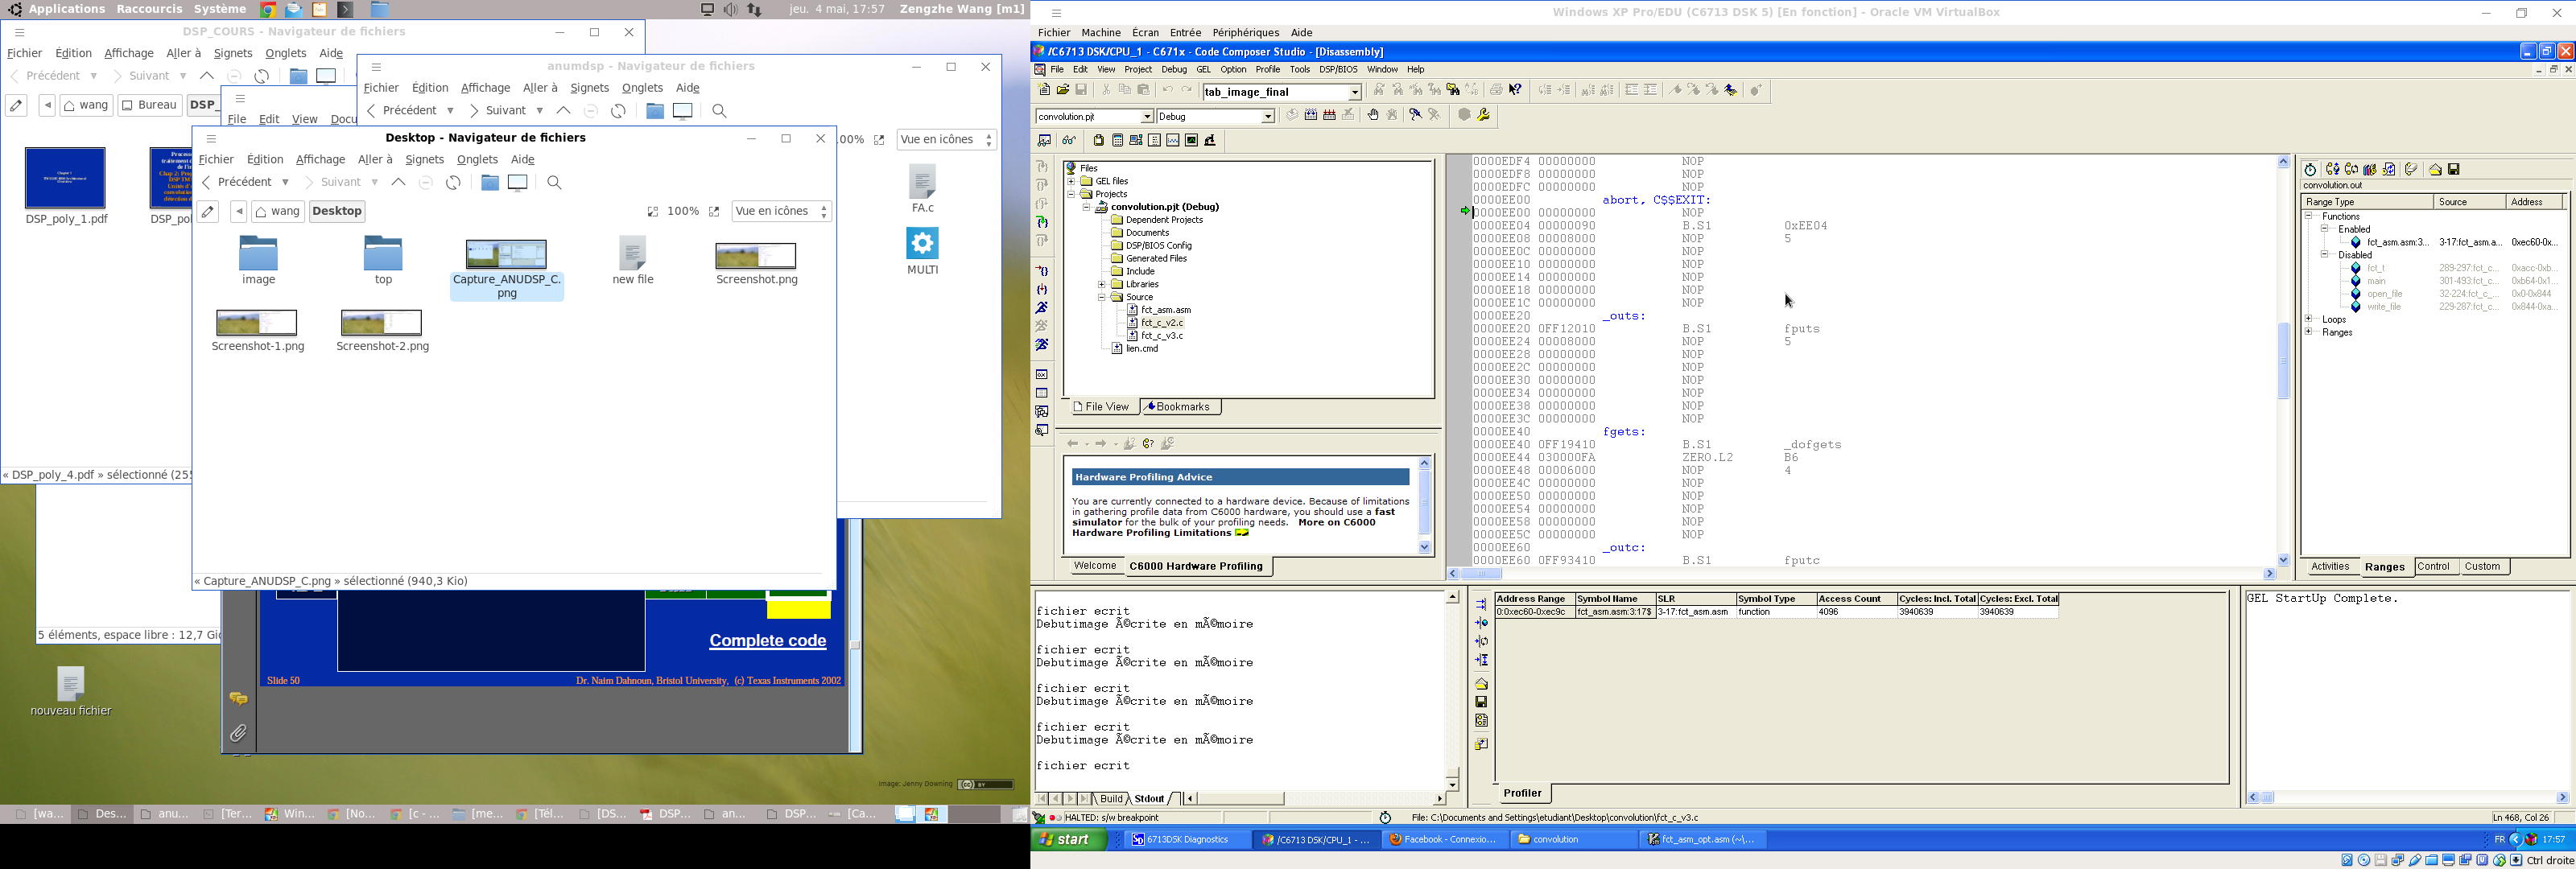 Applications Raccourcis Système
jeu. 4 mai, 17:57 Zengzhe Wang [m1]
DSP_COURS - Navigateur de fichiers
Fichier Édition Affichage Aller à Signets Onglets Aide
Précédent Suivant
wang Bureau DSP_
DSP_poly_1.pdf
« DSP_poly_4.pdf » sélectionné (25
anumdsp - Navigateur de fichiers
Fichier Édition Affichage Aller à Signets Onglets Aide
Précédent Suivant
Vue en icônes
FA.c
MULTI
File Edit View Docu
Desktop - Navigateur de fichiers
Fichier Édition Affichage Aller à Signets Onglets Aide
Précédent Suivant
wang Desktop
100% Vue en icônes
image
top
Capture_ANUDSP_C.
png
new file
Screenshot.png
Screenshot-1.png
Screenshot-2.png
« Capture_ANUDSP_C.png » sélectionné (940,3 Kio)
5 éléments, espace libre : 12,7 Gio
Complete code
Slide 50
Dr. Naim Dahnoun, Bristol University, (c) Texas Instruments 2002
nouveau fichier
Image: Jenny Downing
[wa... Des... anu... [Ter... Win... [No... [c - ... [me... [Tél... [DS... DSP... an... DSP... [Ca...
Windows XP Pro/EDU (C6713 DSK 5) [En fonction] - Oracle VM VirtualBox
Fichier Machine Écran Entrée Périphériques Aide
/C6713 DSK/CPU_1 - C671x - Code Composer Studio - [Disassembly]
File Edit View Project Debug GEL Option Profile Tools DSP/BIOS Window Help
tab_image_final
convolution.pjt Debug
Files
GEL files
Projects
convolution.pjt (Debug)
Dependent Projects
Documents
DSP/BIOS Config
Generated Files
Include
Libraries
Source
fct_asm.asm
fct_c_v2.c
fct_c_v3.c
lien.cmd
File View Bookmarks
Hardware Profiling Advice
You are currently connected to a hardware device. Because of limitations
in gathering profile data from C6000 hardware, you should use a fast
simulator for the bulk of your profiling needs. More on C6000
Hardware Profiling Limitations
Welcome C6000 Hardware Profiling
0000EDF4 00000000 NOP
0000EDF8 00000000 NOP
0000EDFC 00000000 NOP
0000EE00 abort, C$$EXIT:
0000EE00 00000000 NOP
0000EE04 00000090 B.S1 0xEE04
0000EE08 00008000 NOP 5
0000EE0C 00000000 NOP
0000EE10 00000000 NOP
0000EE14 00000000 NOP
0000EE18 00000000 NOP
0000EE1C 00000000 NOP
0000EE20 _outs:
0000EE20 0FF12010 B.S1 fputs
0000EE24 00008000 NOP 5
0000EE28 00000000 NOP
0000EE2C 00000000 NOP
0000EE30 00000000 NOP
0000EE34 00000000 NOP
0000EE38 00000000 NOP
0000EE3C 00000000 NOP
0000EE40 fgets:
0000EE40 0FF19410 B.S1 _dofgets
0000EE44 030000FA ZERO.L2 B6
0000EE48 00006000 NOP 4
0000EE4C 00000000 NOP
0000EE50 00000000 NOP
0000EE54 00000000 NOP
0000EE58 00000000 NOP
0000EE5C 00000000 NOP
0000EE60 _outc:
0000EE60 0FF93410 B.S1 fputc
convolution.out
Range Type Source Address
Functions
Enabled
fct_asm.asm:3... 3-17:fct_asm.a... 0xec60-0x...
Disabled
fct_t 289-297:fct_c... 0xacc-0xb...
main 301-493:fct_c... 0xb64-0x1...
open_file 32-224:fct_c_... 0x0-0x844
write_file 229-287:fct_c... 0x844-0xa...
Loops
Ranges
Activities Ranges Control Custom
fichier ecrit
Debutimage Ã©crite en mÃ©moire
fichier ecrit
Debutimage Ã©crite en mÃ©moire
fichier ecrit
Debutimage Ã©crite en mÃ©moire
fichier ecrit
Debutimage Ã©crite en mÃ©moire
fichier ecrit
Build Stdout
Address Range Symbol Name SLR Symbol Type Access Count Cycles: Incl. Total Cycles: Excl. Total
0:0xec60-0xec9c fct_asm.asm:3:17$ 3-17:fct_asm.asm function 4096 3940639 3940639
Profiler
GEL StartUp Complete.
HALTED: s/w breakpoint
File: C:\Documents and Settings\etudiant\Desktop\convolution\fct_c_v3.c
Ln 468, Col 26
start 6713DSK Diagnostics /C6713 DSK/CPU_1 - ... Facebook - Connexio... convolution fct_asm_opt.asm (~\... FR 17:57
Ctrl droite